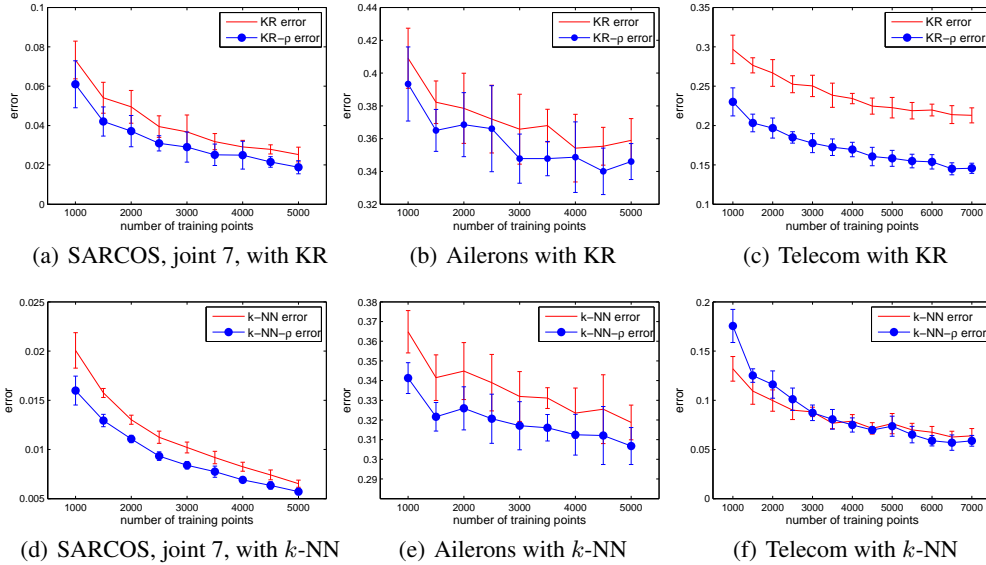 KR error
KR−ρ error
0.1
0.08
0.06
0.04
0.02
0
error
1000 2000 3000 4000 5000
number of training points
(a) SARCOS, joint 7, with KR
KR error
KR−ρ error
0.44
0.42
0.4
0.38
0.36
0.34
0.32
error
1000 2000 3000 4000 5000
number of training points
(b) Ailerons with KR
KR error
KR−ρ error
0.35
0.3
0.25
0.2
0.15
0.1
error
1000 2000 3000 4000 5000 6000 7000
number of training points
(c) Telecom with KR
k−NN error
k−NN−ρ error
0.025
0.02
0.015
0.01
0.005
error
1000 2000 3000 4000 5000
number of training points
(d) SARCOS, joint 7, with k-NN
k−NN error
k−NN−ρ error
0.38
0.37
0.36
0.35
0.34
0.33
0.32
0.31
0.3
0.29
error
1000 2000 3000 4000 5000
number of training points
(e) Ailerons with k-NN
k−NN error
k−NN−ρ error
0.2
0.15
0.1
0.05
0
error
1000 2000 3000 4000 5000 6000 7000
number of training points
(f) Telecom with k-NN